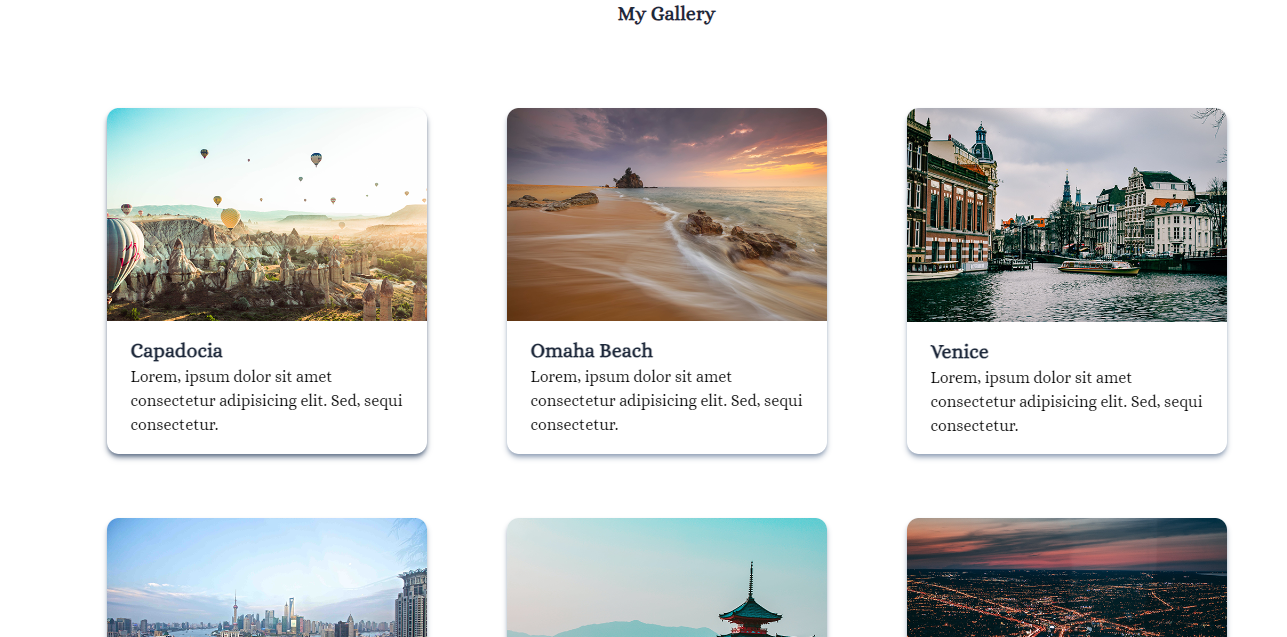 My Gallery
Capadocia
Lorem, ipsum dolor sit amet
consectetur adipisicing elit. Sed, sequi
consectetur.
Omaha Beach
Lorem, ipsum dolor sit amet
consectetur adipisicing elit. Sed, sequi
consectetur.
Venice
Lorem, ipsum dolor sit amet
consectetur adipisicing elit. Sed, sequi
consectetur.